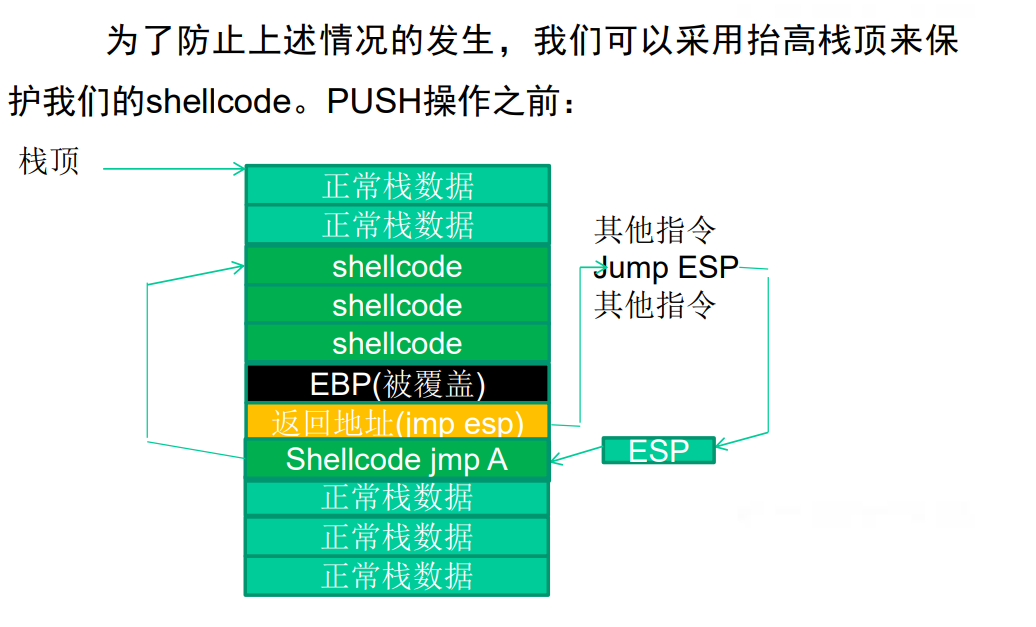 为了防止上述情况的发生，我们可以采用抬高栈顶来保
护我们的shellcode。PUSH操作之前：
栈顶
正常栈数据
正常栈数据
shellcode
shellcode
shellcode
EBP(被覆盖)
返回地址(jmp esp)
Shellcode jmp A
正常栈数据
正常栈数据
正常栈数据
其他指令
Jump ESP
其他指令
ESP